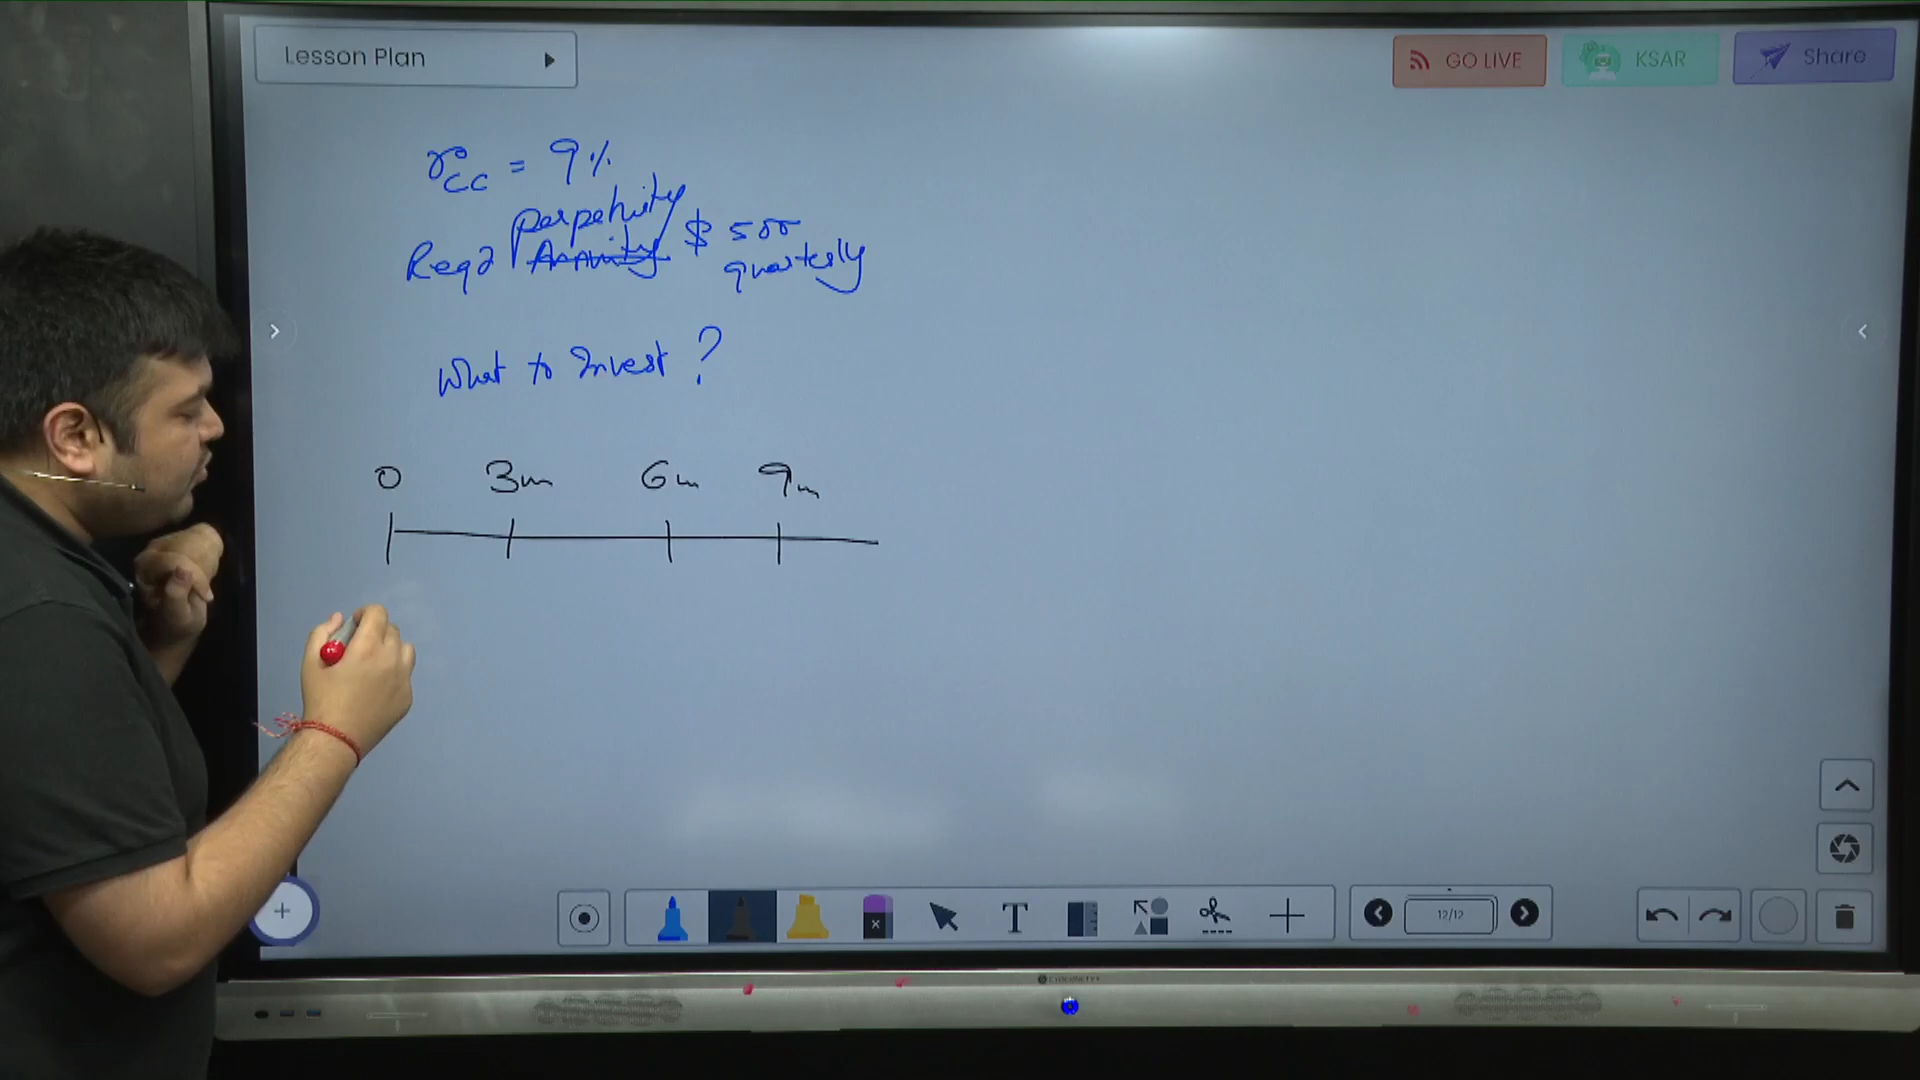 Lesson Plan
GO LIVE
KSAR
Share
rcc = 9%
Perpetuity
Reqd Annuity $ 500
quarterly
What to Invest ?
0 3m 6m 9m
T
12/12